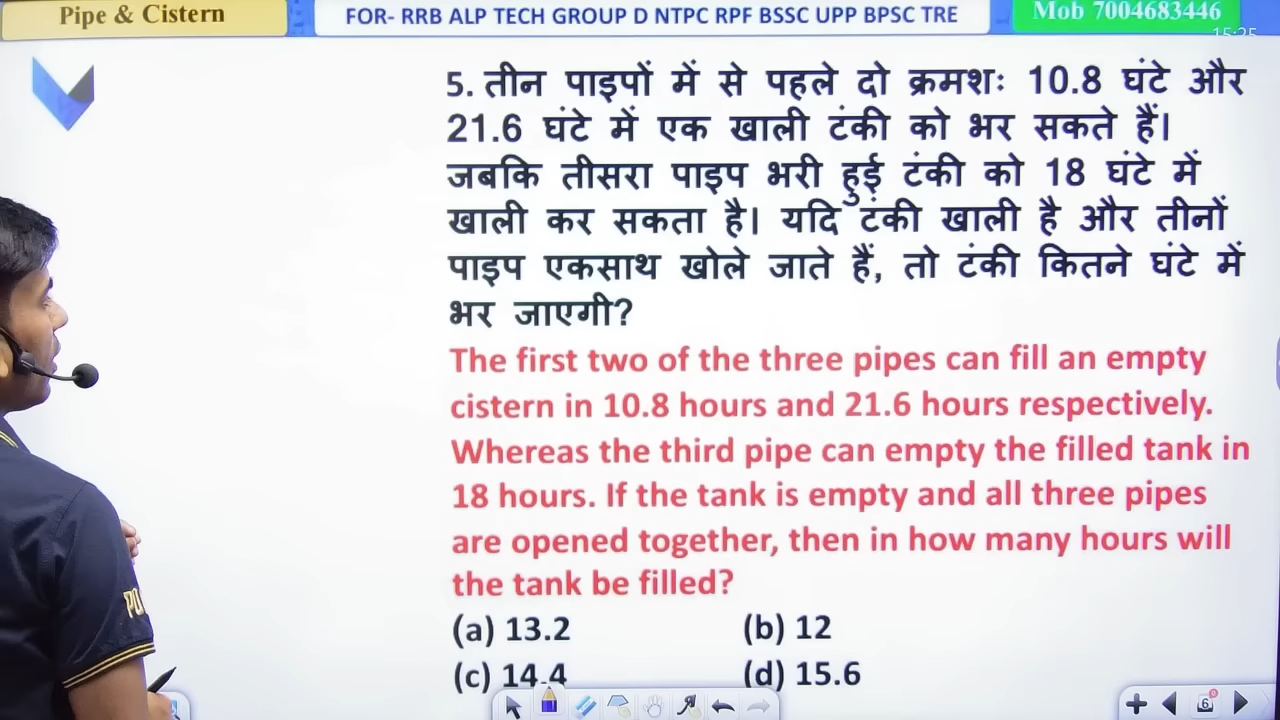 Pipe & Cistern
FOR- RRB ALP TECH GROUP D NTPC RPF BSSC UPP BPSC TRE
Mob 7004683446
15:25
5. तीन पाइपों में से पहले दो क्रमशः 10.8 घंटे और
21.6 घंटे में एक खाली टंकी को भर सकते हैं।
जबकि तीसरा पाइप भरी हुई टंकी को 18 घंटे में
खाली कर सकता है। यदि टंकी खाली है और तीनों
पाइप एकसाथ खोले जाते हैं, तो टंकी कितने घंटे में
भर जाएगी?
The first two of the three pipes can fill an empty
cistern in 10.8 hours and 21.6 hours respectively.
Whereas the third pipe can empty the filled tank in
18 hours. If the tank is empty and all three pipes
are opened together, then in how many hours will
the tank be filled?
(a) 13.2 (b) 12
(c) 14.4 (d) 15.6
6